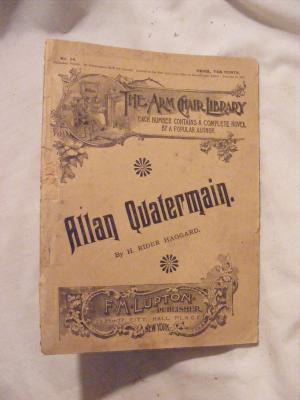 PRICE, TEN CENTS.
THE ARM CHAIR LIBRARY
EACH NUMBER CONTAINS A COMPLETE NOVEL
BY A POPULAR AUTHOR.
Allan Quatermain.
By H. RIDER HAGGARD.
F.M. LUPTON
PUBLISHER
CITY HALL PLACE
NEW YORK